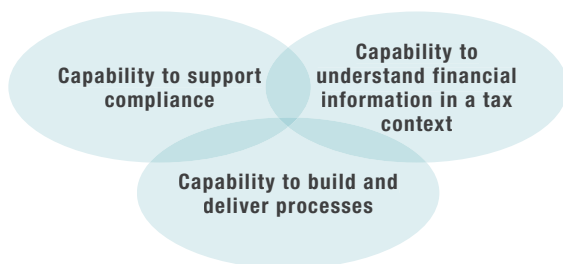 Capability to support
compliance
Capability to
understand financial
information in a tax
context
Capability to build and
deliver processes